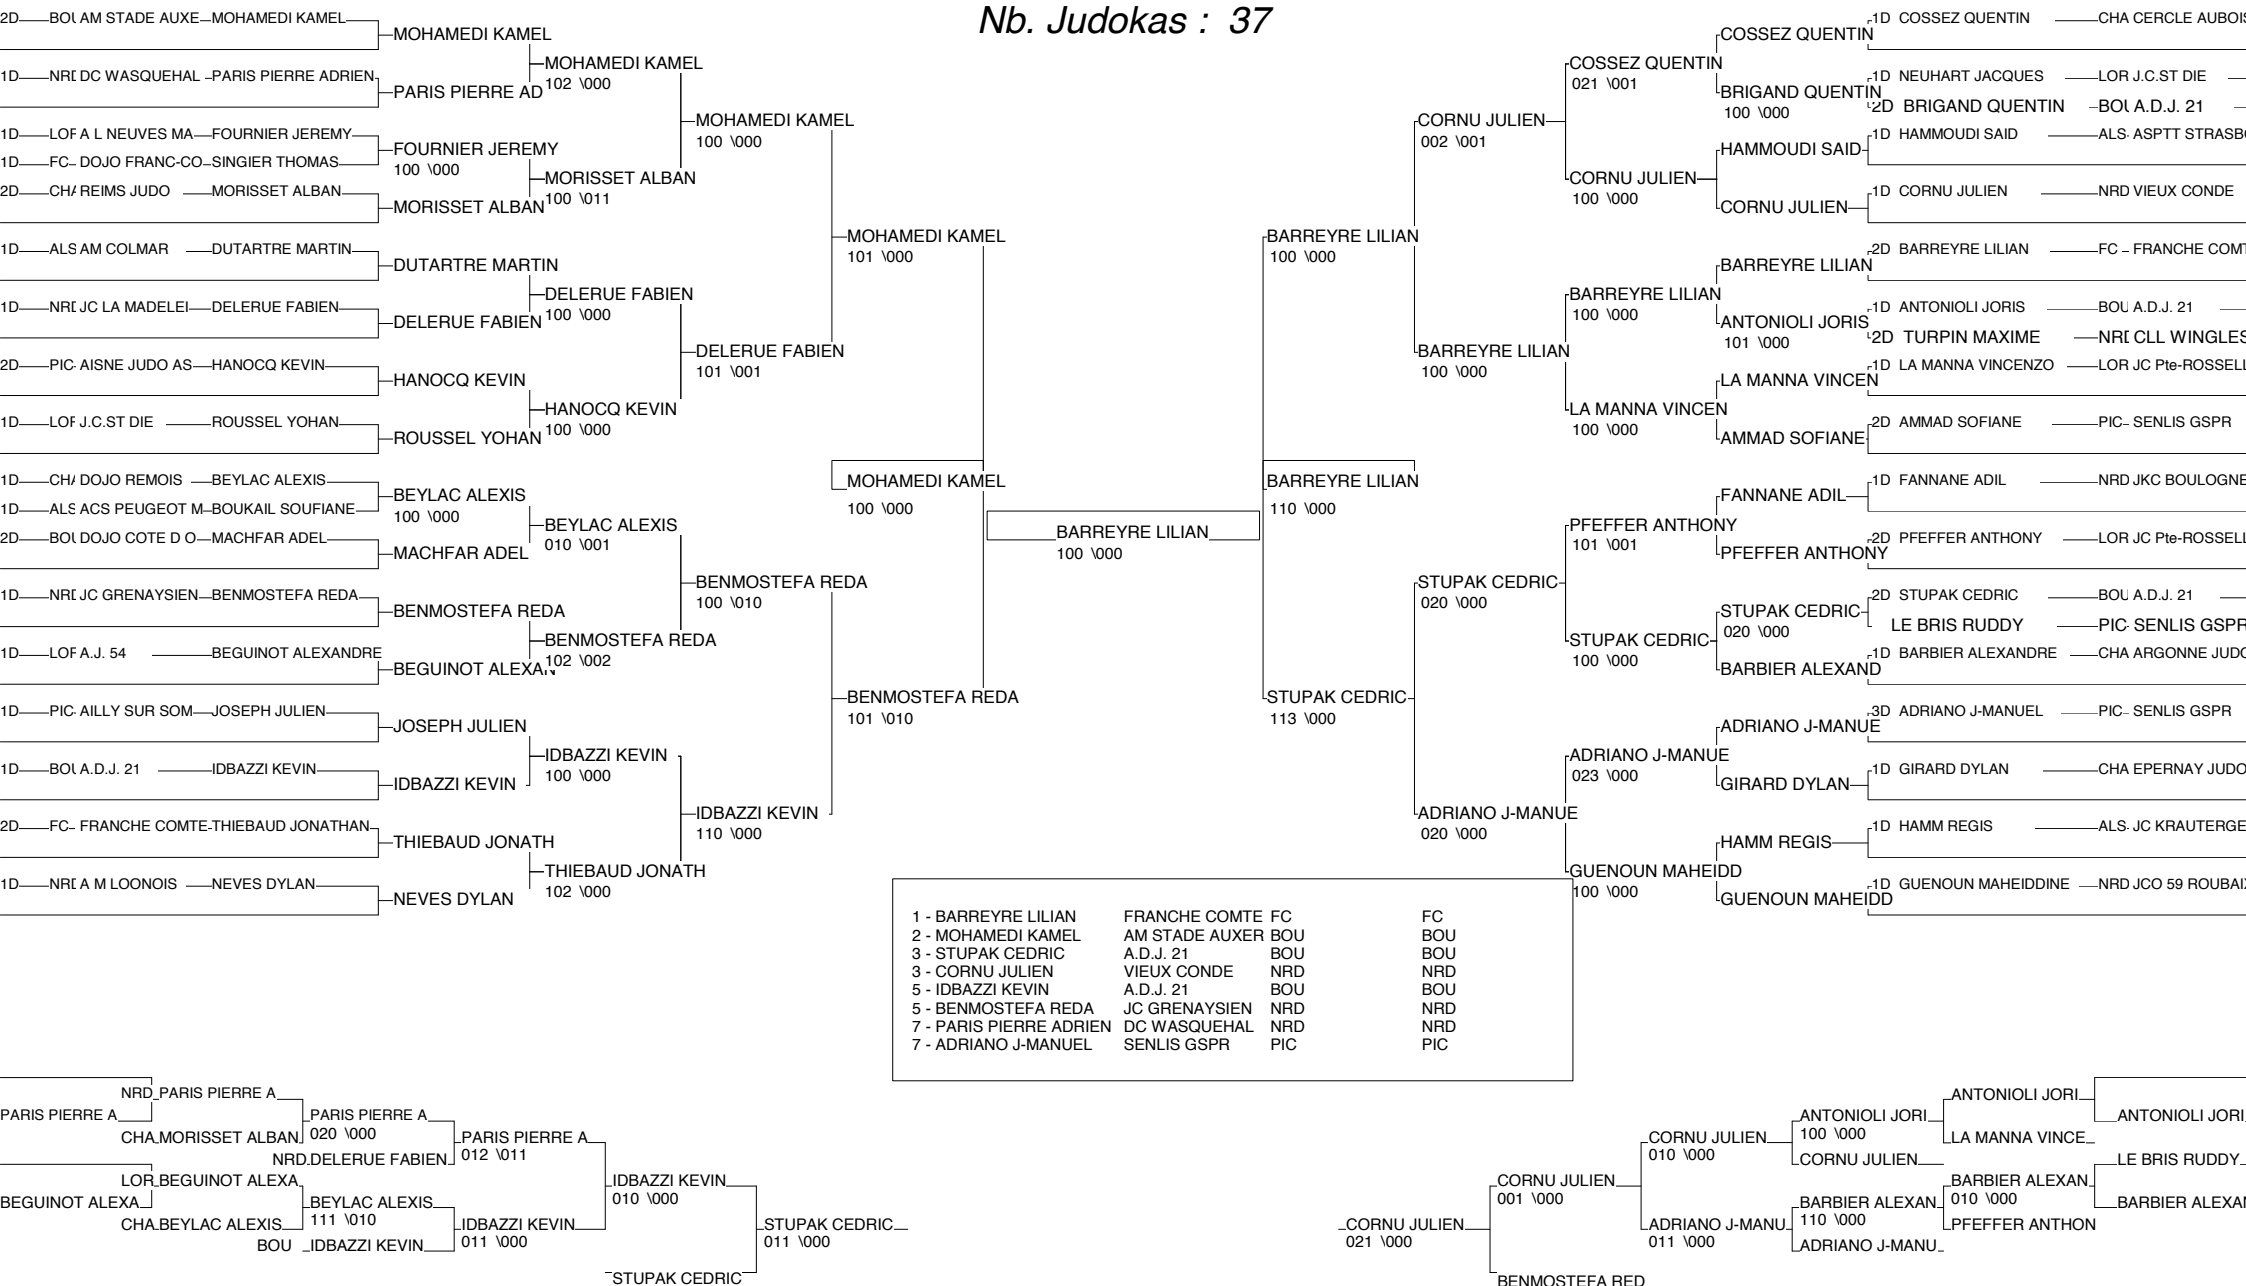 Nb. Judokas : 37
2D BOU AM STADE AUXE MOHAMEDI KAMEL
1D NRD DC WASQUEHAL PARIS PIERRE ADRIEN
1D LOR A L NEUVES MA FOURNIER JEREMY
1D FC DOJO FRANC-CO SINGIER THOMAS
2D CHA REIMS JUDO MORISSET ALBAN
1D ALS AM COLMAR DUTARTRE MARTIN
1D NRD JC LA MADELEI DELERUE FABIEN
2D PIC AISNE JUDO AS HANOCQ KEVIN
1D LOR J.C.ST DIE ROUSSEL YOHAN
1D CHA DOJO REMOIS BEYLAC ALEXIS
1D ALS ACS PEUGEOT M BOUKAIL SOUFIANE
2D BOU DOJO COTE D O MACHFAR ADEL
1D NRD JC GRENAYSIEN BENMOSTEFA REDA
1D LOR A.J. 54 BEGUINOT ALEXANDRE
1D PIC AILLY SUR SOM JOSEPH JULIEN
1D BOU A.D.J. 21 IDBAZZI KEVIN
2D FC FRANCHE COMTE THIEBAUD JONATHAN
1D NRD A M LOONOIS NEVES DYLAN
MOHAMEDI KAMEL
PARIS PIERRE AD
FOURNIER JEREMY
100 \000
MORISSET ALBAN
DUTARTRE MARTIN
DELERUE FABIEN
HANOCQ KEVIN
ROUSSEL YOHAN
BEYLAC ALEXIS
100 \000
MACHFAR ADEL
BENMOSTEFA REDA
BEGUINOT ALEXAN
JOSEPH JULIEN
IDBAZZI KEVIN
THIEBAUD JONATH
NEVES DYLAN
MOHAMEDI KAMEL
102 \000
MORISSET ALBAN
100 \011
DELERUE FABIEN
100 \000
HANOCQ KEVIN
100 \000
BEYLAC ALEXIS
010 \001
BENMOSTEFA REDA
102 \002
IDBAZZI KEVIN
100 \000
THIEBAUD JONATH
102 \000
MOHAMEDI KAMEL
100 \000
DELERUE FABIEN
101 \001
BENMOSTEFA REDA
100 \010
IDBAZZI KEVIN
110 \000
MOHAMEDI KAMEL
101 \000
MOHAMEDI KAMEL
100 \000
BENMOSTEFA REDA
101 \010
BARREYRE LILIAN
100 \000
BARREYRE LILIAN
100 \000
BARREYRE LILIAN
110 \000
STUPAK CEDRIC
113 \000
CORNU JULIEN
002 \001
BARREYRE LILIAN
100 \000
STUPAK CEDRIC
020 \000
ADRIANO J-MANUE
020 \000
COSSEZ QUENTIN
021 \001
CORNU JULIEN
100 \000
BARREYRE LILIAN
100 \000
LA MANNA VINCEN
100 \000
PFEFFER ANTHONY
101 \001
STUPAK CEDRIC
100 \000
ADRIANO J-MANUE
023 \000
GUENOUN MAHEIDD
100 \000
COSSEZ QUENTIN
BRIGAND QUENTIN
100 \000
HAMMOUDI SAID
CORNU JULIEN
BARREYRE LILIAN
ANTONIOLI JORIS
101 \000
LA MANNA VINCEN
AMMAD SOFIANE
FANNANE ADIL
PFEFFER ANTHONY
STUPAK CEDRIC
020 \000
BARBIER ALEXAND
ADRIANO J-MANUE
GIRARD DYLAN
HAMM REGIS
GUENOUN MAHEIDD
1D COSSEZ QUENTIN CHA CERCLE AUBOIS
1D NEUHART JACQUES LOR J.C.ST DIE
2D BRIGAND QUENTIN BOU A.D.J. 21
1D HAMMOUDI SAID ALS ASPTT STRASBO
1D CORNU JULIEN NRD VIEUX CONDE
2D BARREYRE LILIAN FC FRANCHE COMT
1D ANTONIOLI JORIS BOU A.D.J. 21
2D TURPIN MAXIME NRD CLL WINGLES
1D LA MANNA VINCENZO LOR JC Pte-ROSSELL
2D AMMAD SOFIANE PIC SENLIS GSPR
1D FANNANE ADIL NRD JKC BOULOGNE
2D PFEFFER ANTHONY LOR JC Pte-ROSSELL
2D STUPAK CEDRIC BOU A.D.J. 21
LE BRIS RUDDY PIC SENLIS GSPR
1D BARBIER ALEXANDRE CHA ARGONNE JUDO
3D ADRIANO J-MANUEL PIC SENLIS GSPR
1D GIRARD DYLAN CHA EPERNAY JUDO
1D HAMM REGIS ALS JC KRAUTERGE
1D GUENOUN MAHEIDDINE NRD JCO 59 ROUBAIX
1 - BARREYRE LILIAN FRANCHE COMTE FC FC
2 - MOHAMEDI KAMEL AM STADE AUXER BOU BOU
3 - STUPAK CEDRIC A.D.J. 21 BOU BOU
3 - CORNU JULIEN VIEUX CONDE NRD NRD
5 - IDBAZZI KEVIN A.D.J. 21 BOU BOU
5 - BENMOSTEFA REDA JC GRENAYSIEN NRD NRD
7 - PARIS PIERRE ADRIEN DC WASQUEHAL NRD NRD
7 - ADRIANO J-MANUEL SENLIS GSPR PIC PIC
PARIS PIERRE A
BEGUINOT ALEXA
NRD PARIS PIERRE A
CHA MORISSET ALBAN
LOR BEGUINOT ALEXA
CHA BEYLAC ALEXIS
PARIS PIERRE A
020 \000
NRD DELERUE FABIEN
BEYLAC ALEXIS
111 \010
BOU IDBAZZI KEVIN
PARIS PIERRE A
012 \011
IDBAZZI KEVIN
011 \000
IDBAZZI KEVIN
010 \000
STUPAK CEDRIC
STUPAK CEDRIC
011 \000
CORNU JULIEN
021 \000
CORNU JULIEN
001 \000
BENMOSTEFA RED
CORNU JULIEN
010 \000
ADRIANO J-MANU
011 \000
ANTONIOLI JORI
100 \000
CORNU JULIEN
BARBIER ALEXAN
110 \000
ADRIANO J-MANU
ANTONIOLI JORI
LA MANNA VINCE
BARBIER ALEXAN
010 \000
PFEFFER ANTHON
ANTONIOLI JORI
LE BRIS RUDDY
BARBIER ALEXAN